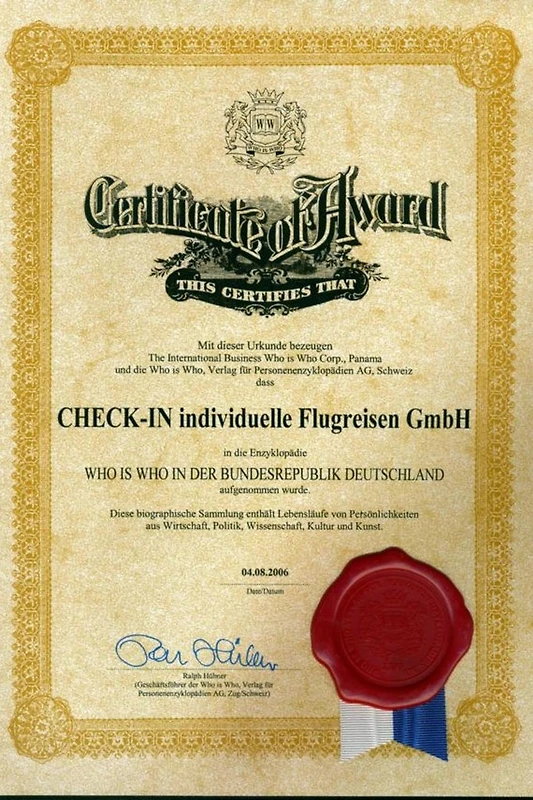 W W
WHO IS WHO
Certificate of Award
THIS CERTIFIES THAT
Mit dieser Urkunde bezeugen
The International Business Who is Who Corp., Panama
und die Who is Who, Verlag für Personenenzyklopädien AG, Schweiz
dass
CHECK-IN individuelle Flugreisen GmbH
in die Enzyklopädie
WHO IS WHO IN DER BUNDESREPUBLIK DEUTSCHLAND
aufgenommen wurde.
Diese biographische Sammlung enthält Lebensläufe von Persönlichkeiten
aus Wirtschaft, Politik, Wissenschaft, Kultur und Kunst.
04.08.2006
Date/Datum
Ralph Hübner
(Geschäftsführer der Who is Who, Verlag für
Personenenzyklopädien AG, Zug/Schweiz)